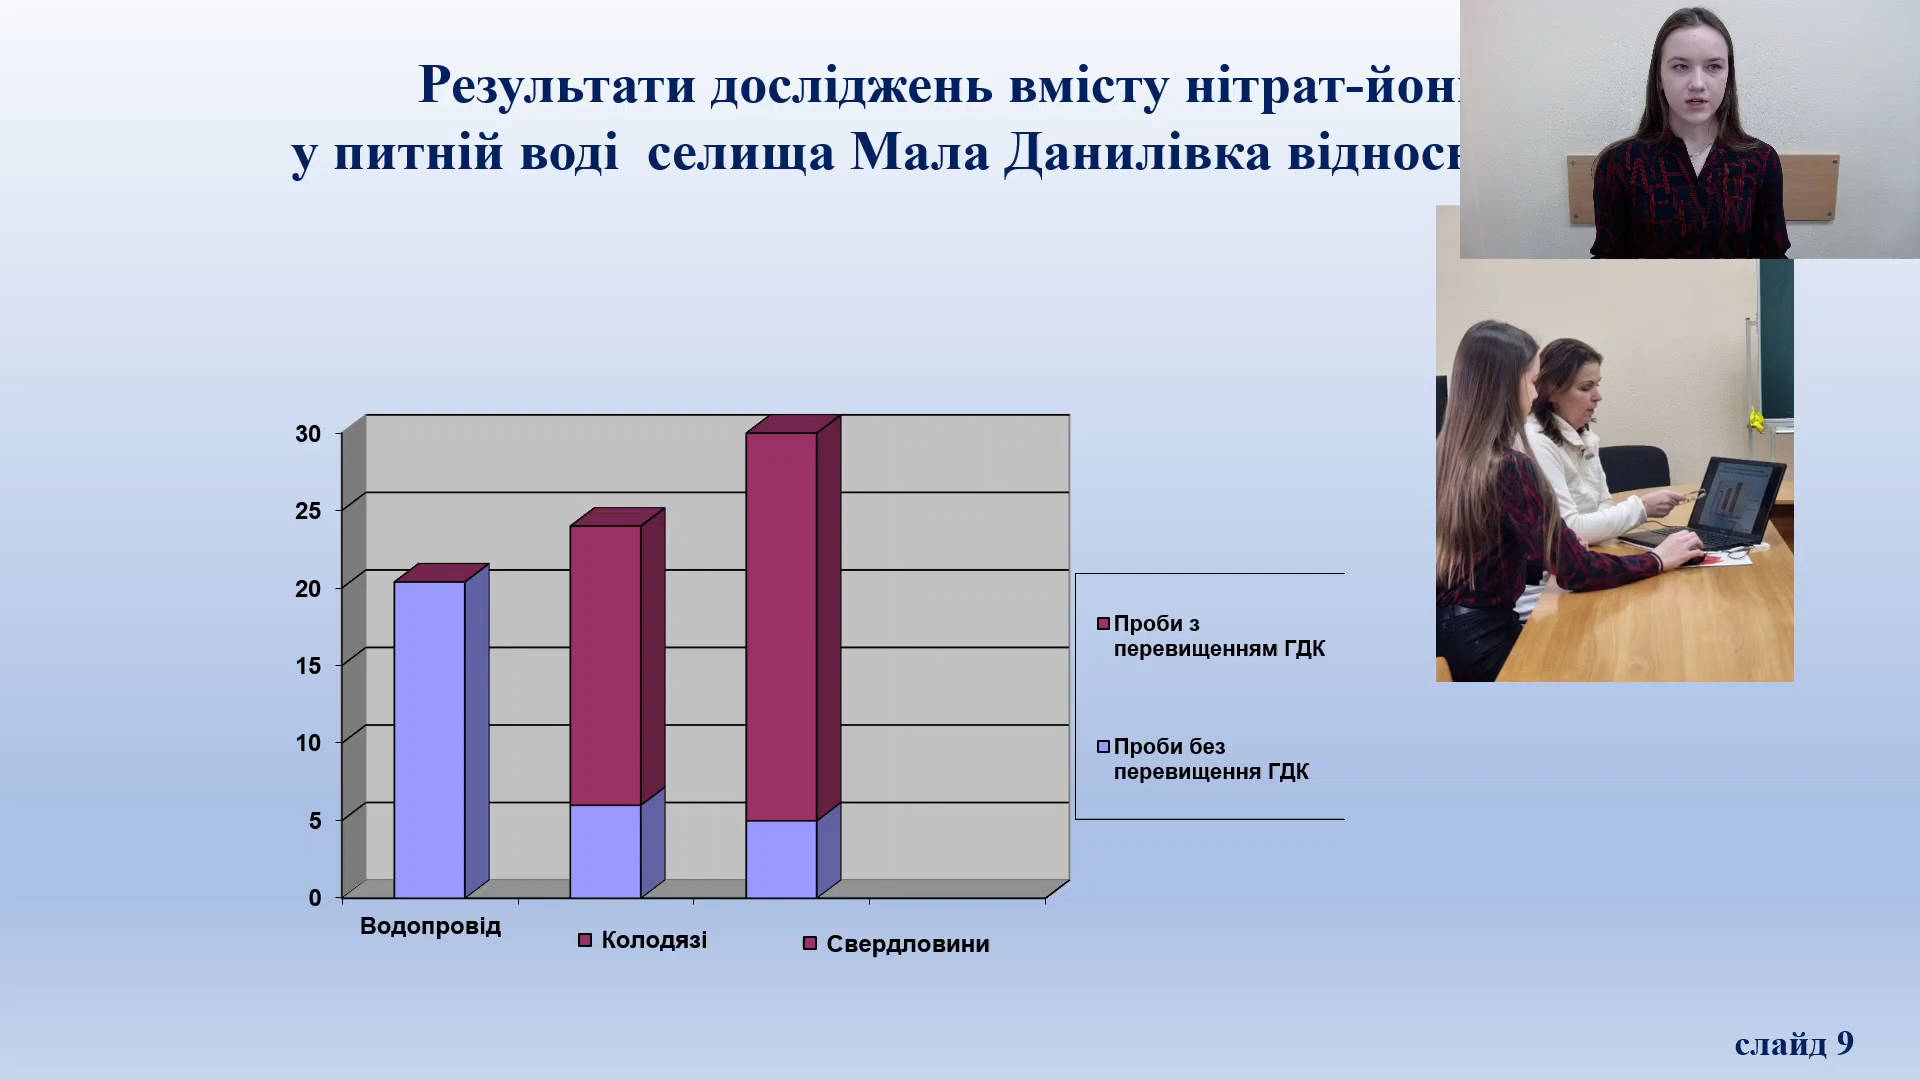 Результати досліджень вмісту нітрат-йон
у питній воді селища Мала Данилівка віднос
30
25
20
15
10
5
0
Водопровід
Колодязі
Свердловини
Проби з
перевищенням ГДК
Проби без
перевищення ГДК
слайд 9